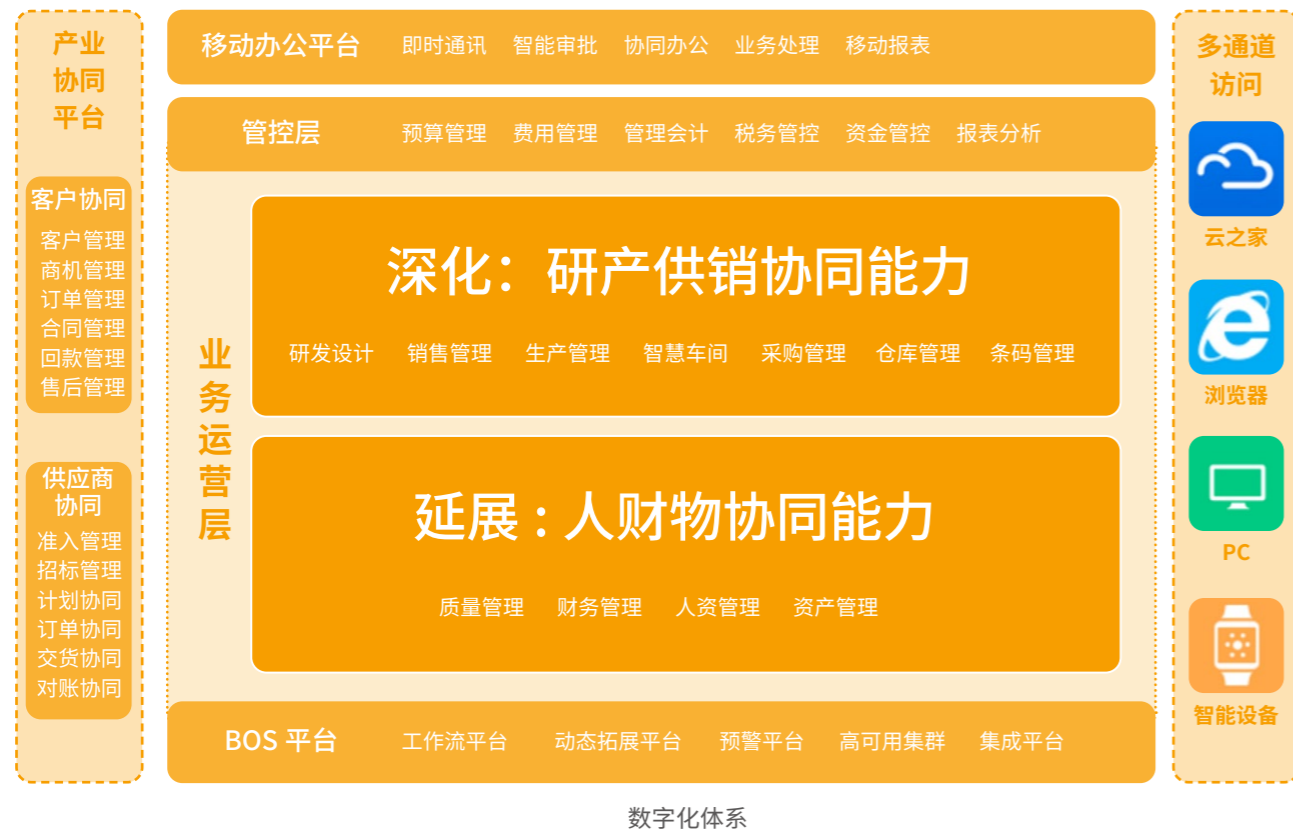 产业
协同
平台
客户协同
客户管理
商机管理
订单管理
合同管理
回款管理
售后管理
供应商
协同
准入管理
招标管理
计划协同
订单协同
交货协同
对账协同
移动办公平台 即时通讯 智能审批 协同办公 业务处理 移动报表
管控层 预算管理 费用管理 管理会计 税务管控 资金管控 报表分析
业务运营层
深化：研产供销协同能力
研发设计 销售管理 生产管理 智慧车间 采购管理 仓库管理 条码管理
延展：人财物协同能力
质量管理 财务管理 人资管理 资产管理
BOS 平台 工作流平台 动态拓展平台 预警平台 高可用集群 集成平台
多通道
访问
云之家
浏览器
PC
智能设备
数字化体系